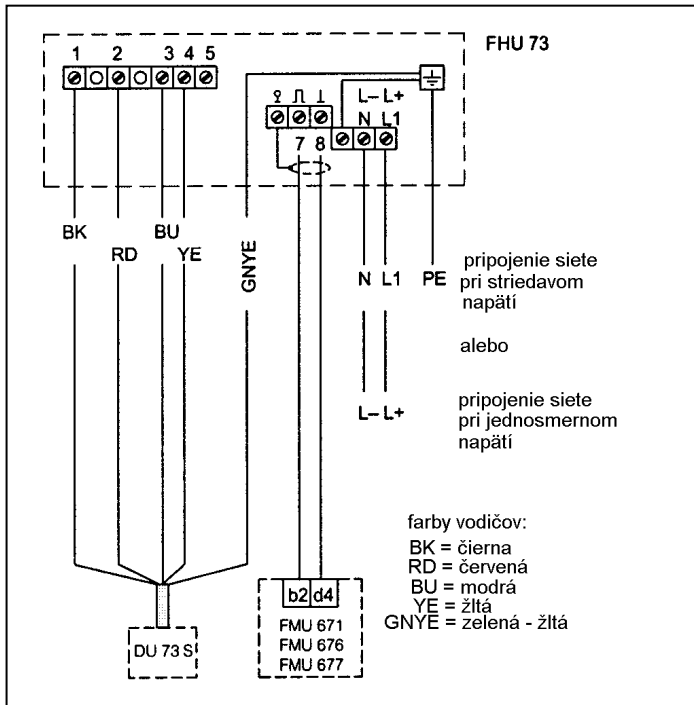 FHU 73
1 2 3 4 5
L– L+
N L1
7 8
BK
RD
BU
YE
GNYE
N L1 PE
pripojenie siete
pri striedavom
napätí
alebo
L– L+
pripojenie siete
pri jednosmernom
napätí
farby vodičov:
BK = čierna
RD = červená
BU = modrá
YE = žltá
GNYE = zelená - žltá
b2 d4
FMU 671
FMU 676
FMU 677
DU 73 S